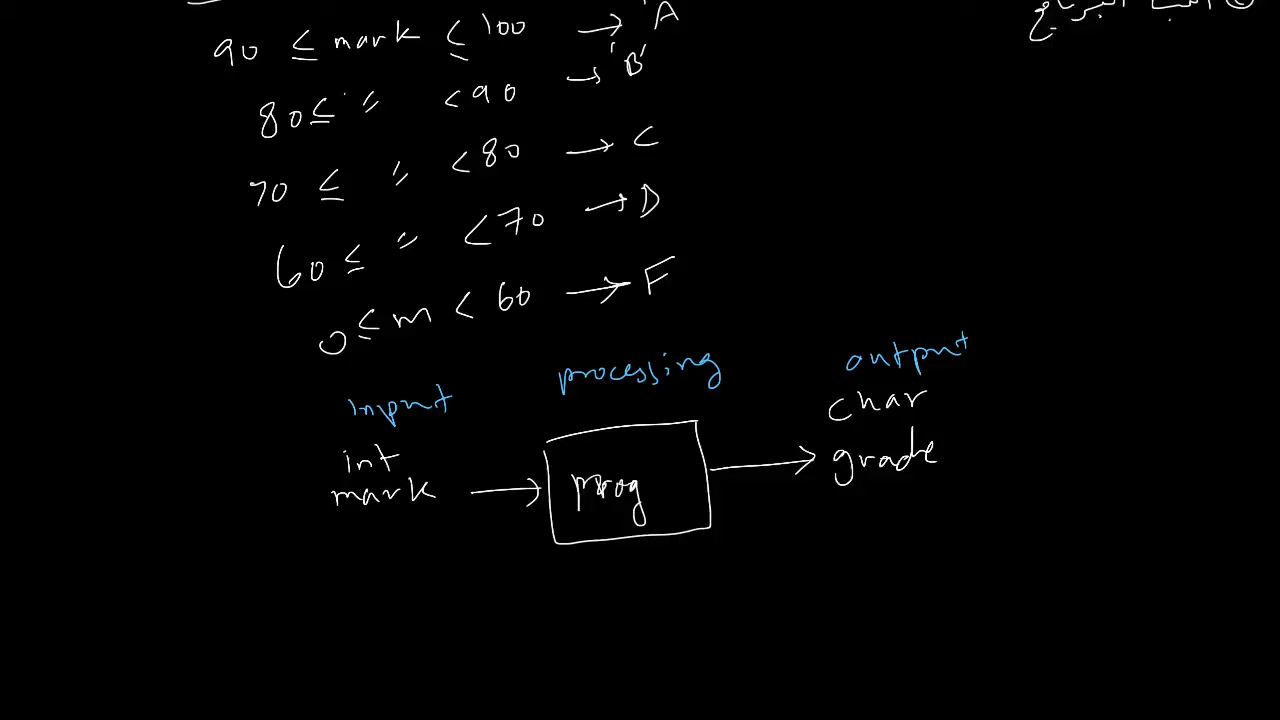 90 ≤ mark ≤ 100 → 'A'
80 ≤ " < 90 → 'B'
70 ≤ " < 80 → C
60 ≤ " < 70 → D
0 ≤ m < 60 → F
input processing output
int
mark → prog → char
grade